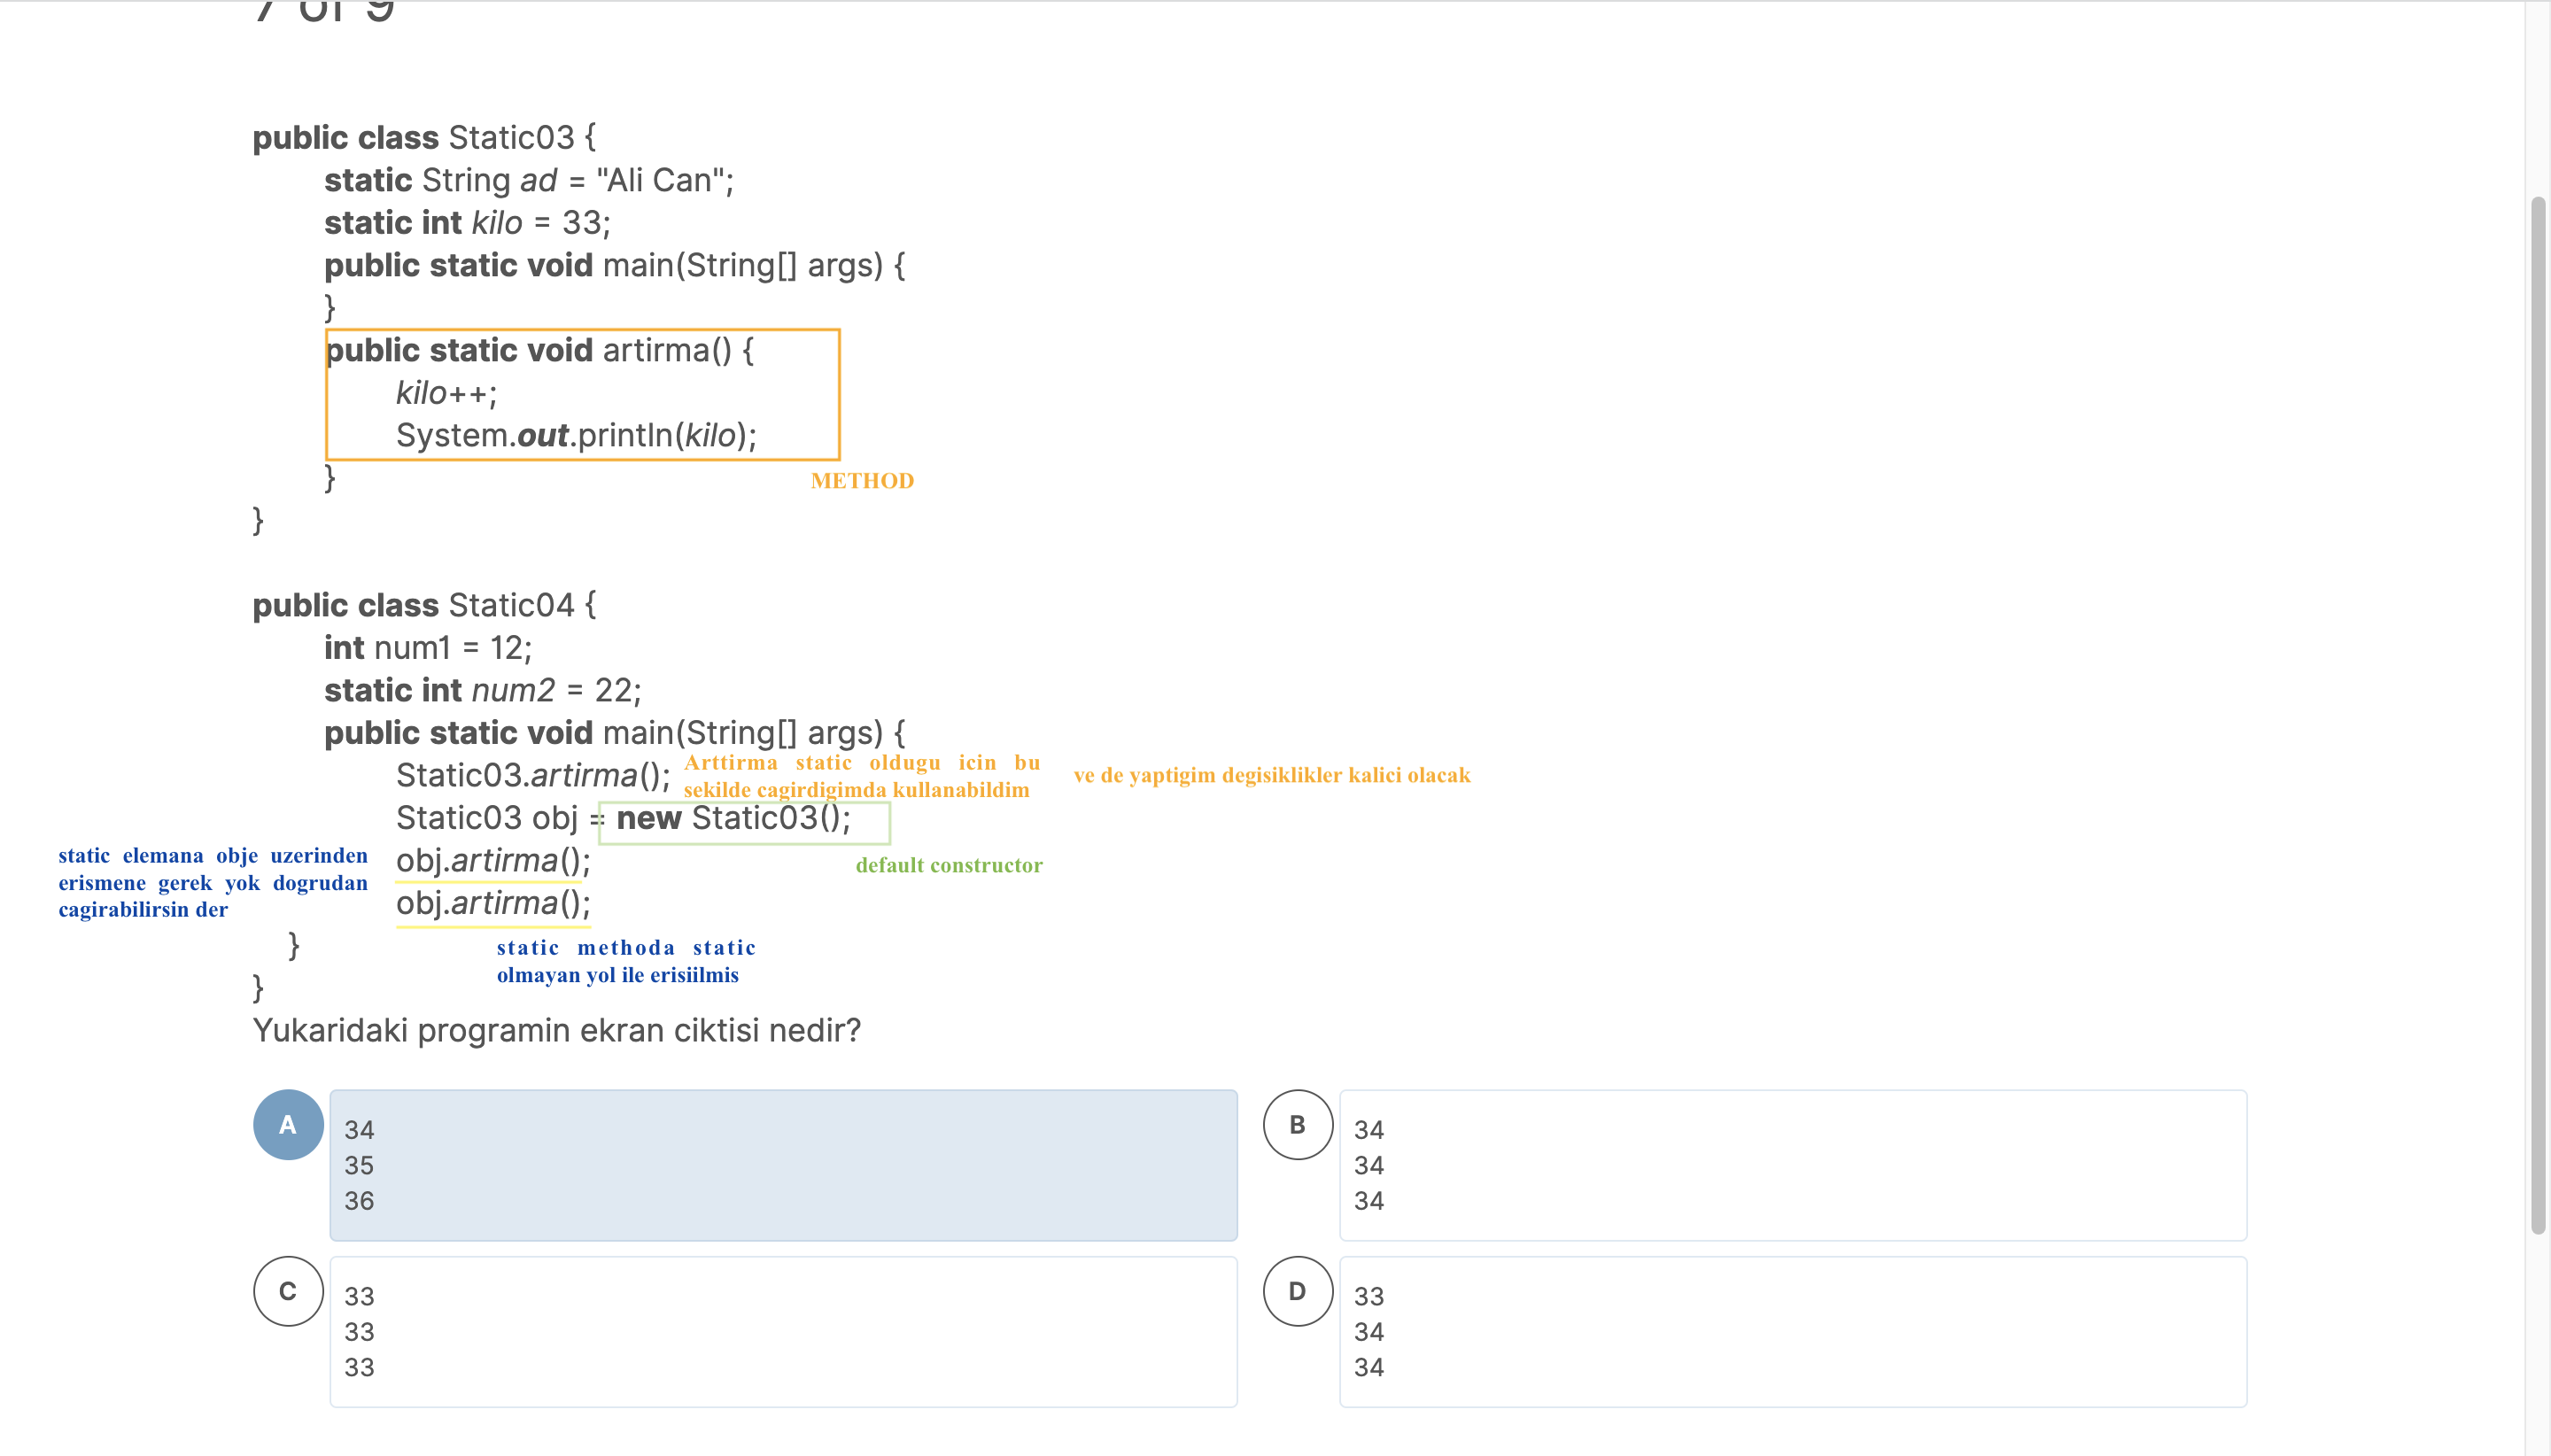 7 of 9
public class Static03 {
static String ad = "Ali Can";
static int kilo = 33;
public static void main(String[] args) {
}
public static void artirma() {
kilo++;
System.out.println(kilo);
}
METHOD
}
public class Static04 {
int num1 = 12;
static int num2 = 22;
public static void main(String[] args) {
Static03.artirma();
Arttirma static oldugu icin bu
sekilde cagirdigimda kullanabildim
ve de yaptigim degisiklikler kalici olacak
Static03 obj = new Static03();
default constructor
static elemana obje uzerinden
erismene gerek yok dogrudan
cagirabilirsin der
obj.artirma();
obj.artirma();
static methoda static
olmayan yol ile erisiilmis
}
}
Yukaridaki programin ekran ciktisi nedir?
A
34
35
36
B
34
34
34
C
33
33
33
D
33
34
34